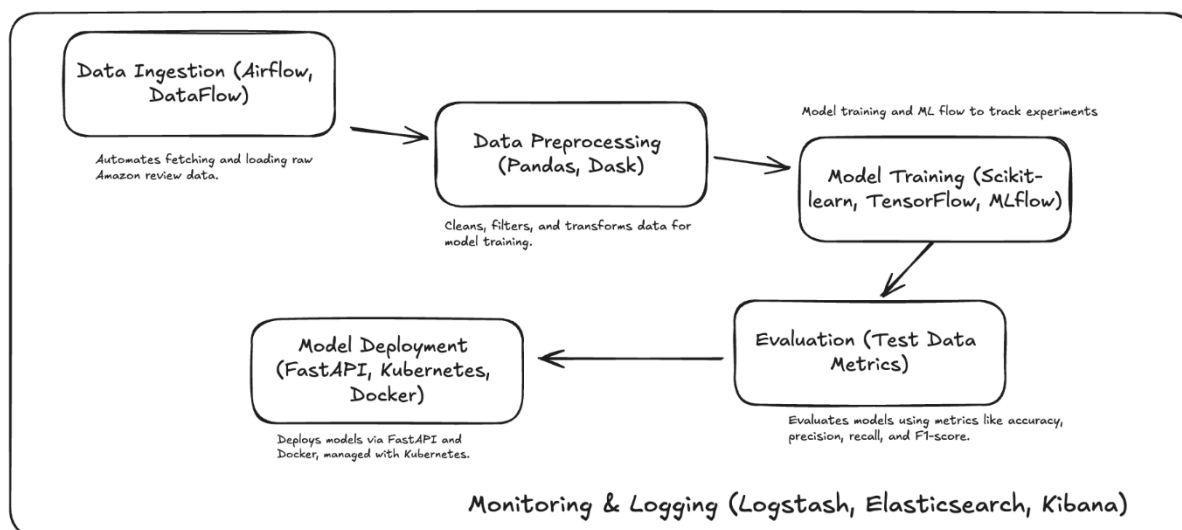 Data Ingestion (Airflow,
DataFlow)
Automates fetching and loading raw
Amazon review data.
Data Preprocessing
(Pandas, Dask)
Cleans, filters, and transforms data for
model training.
Model training and ML flow to track experiments
Model Training (Scikit-
learn, TensorFlow, MLflow)
Evaluation (Test Data
Metrics)
Evaluates models using metrics like accuracy,
precision, recall, and F1-score.
Model Deployment
(FastAPI, Kubernetes,
Docker)
Deploys models via FastAPI and
Docker, managed with Kubernetes.
Monitoring & Logging (Logstash, Elasticsearch, Kibana)